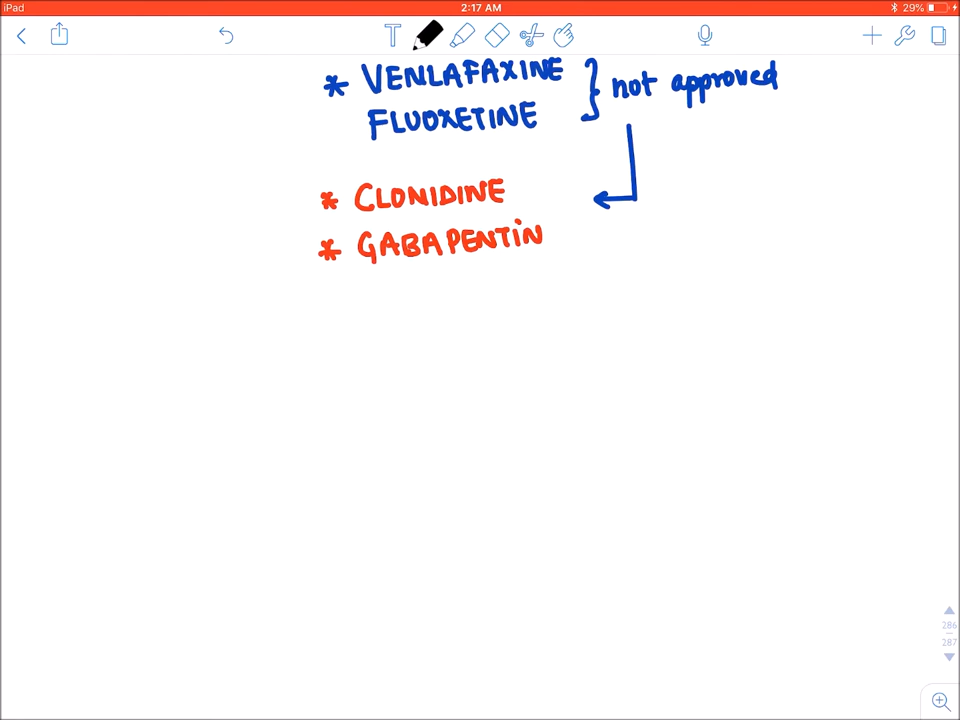 iPad 2:17 AM 29%
T
* VENLAFAXINE } not approved
FLUOXETINE
* CLONIDINE
* GABAPENTIN
286
287